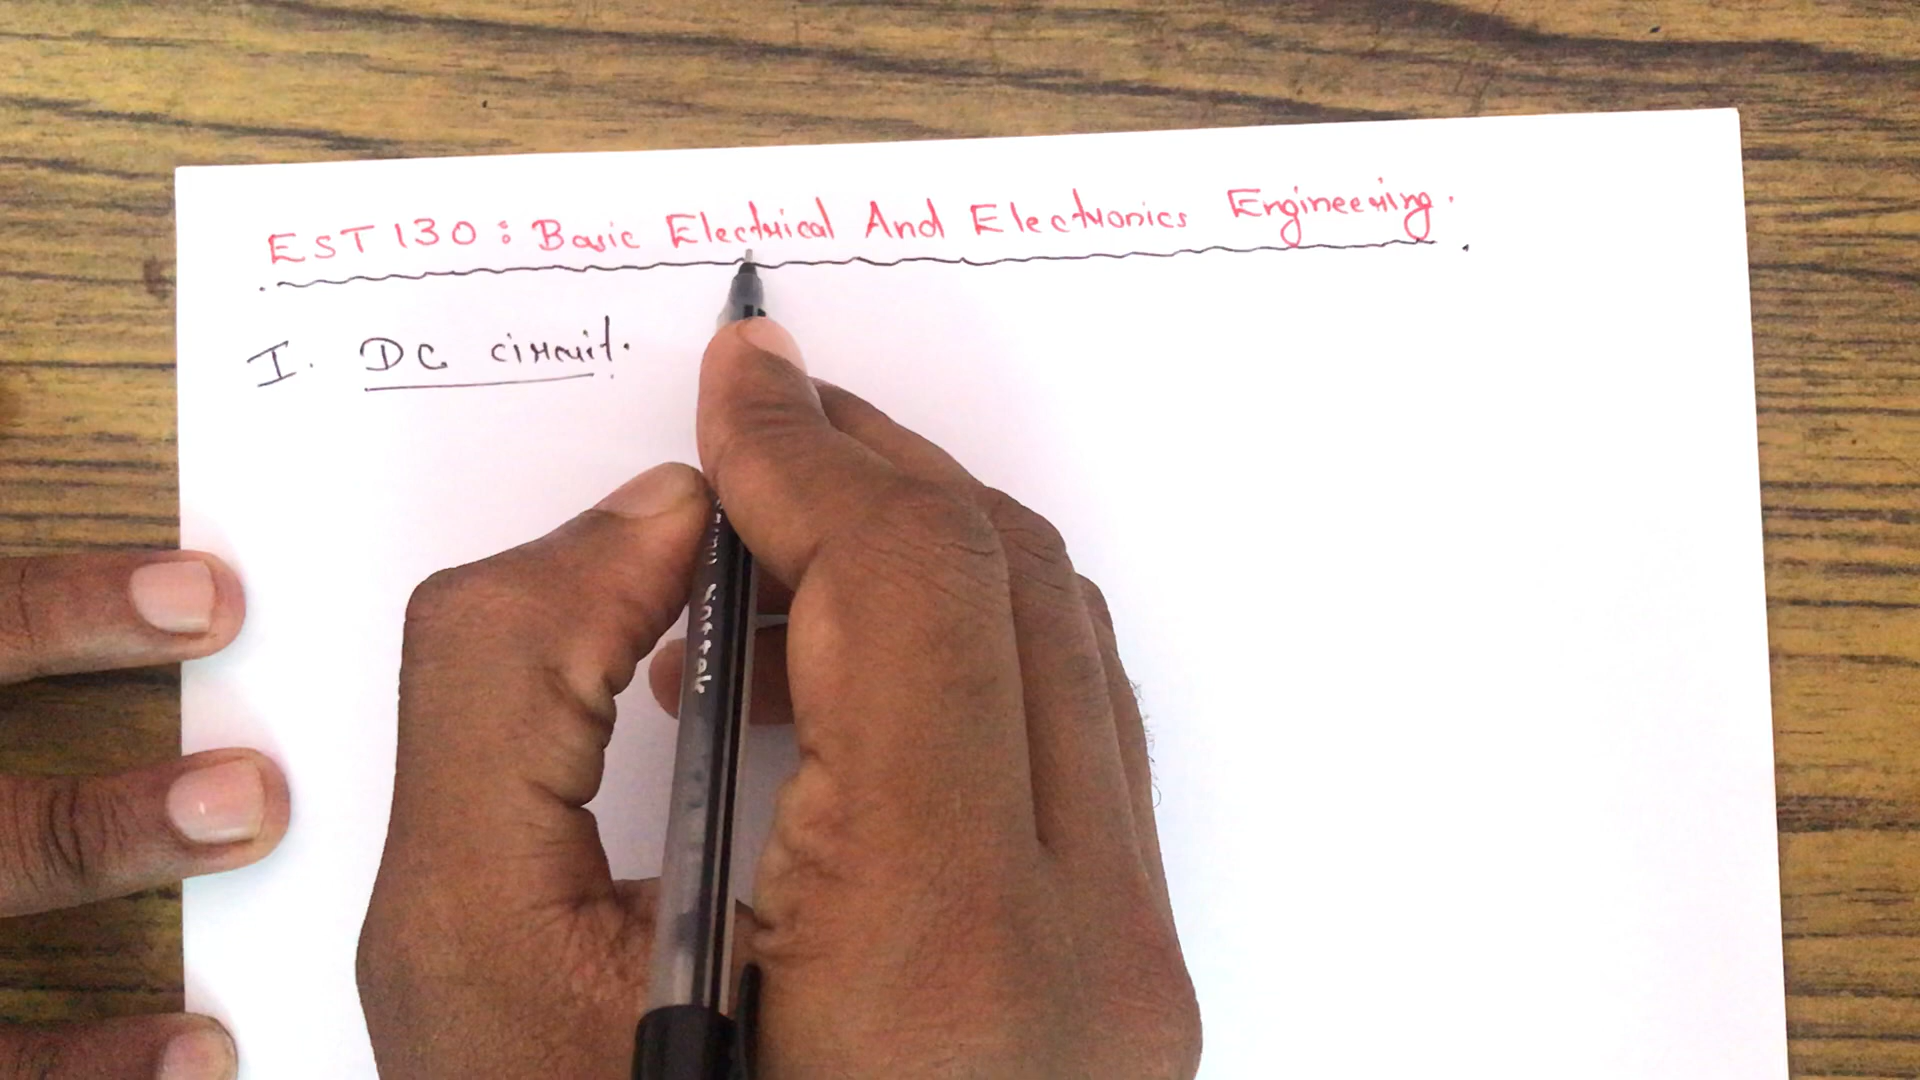 EST 130 : Basic Electrical And Electronics Engineering.
I. DC circuit.